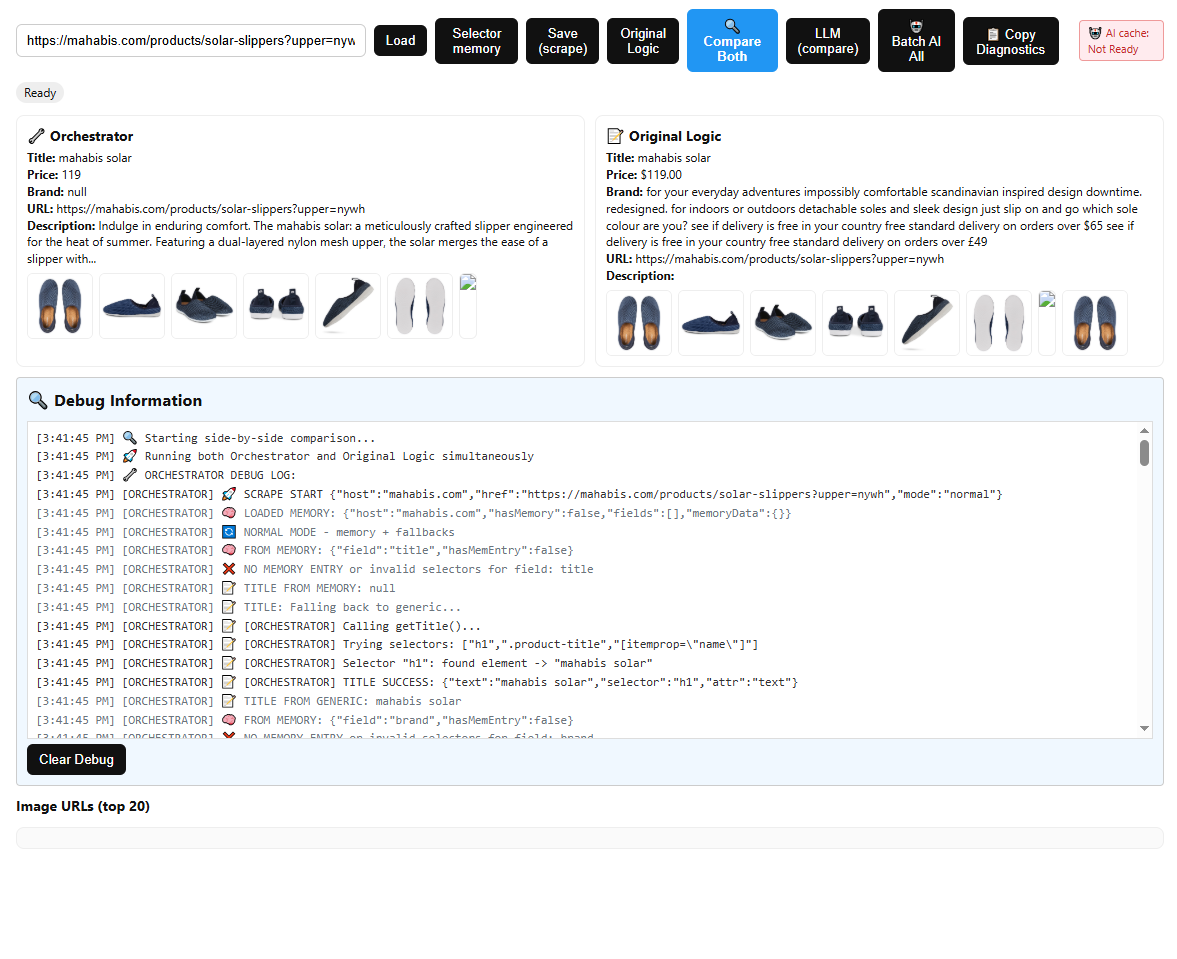 https://mahabis.com/products/solar-slippers?upper=nyw
Load
Selector
memory
Save
(scrape)
Original
Logic
🔍
Compare
Both
LLM
(compare)
Batch AI
All
📋 Copy
Diagnostics
AI cache:
Not Ready
Ready
Orchestrator
Title: mahabis solar
Price: 119
Brand: null
URL: https://mahabis.com/products/solar-slippers?upper=nywh
Description: Indulge in enduring comfort. The mahabis solar: a meticulously crafted slipper engineered
for the heat of summer. Featuring a dual-layered nylon mesh upper, the solar merges the ease of a
slipper with...
📝 Original Logic
Title: mahabis solar
Price: $119.00
Brand: for your everyday adventures impossibly comfortable scandinavian inspired design downtime.
redesigned. for indoors or outdoors detachable soles and sleek design just slip on and go which sole
colour are you? see if delivery is free in your country free standard delivery on orders over $65 see if
delivery is free in your country free standard delivery on orders over £49
URL: https://mahabis.com/products/solar-slippers?upper=nywh
Description:
🔍 Debug Information
[3:41:45 PM] 🔍 Starting side-by-side comparison...
[3:41:45 PM] 🚀 Running both Orchestrator and Original Logic simultaneously
[3:41:45 PM] 🔧 ORCHESTRATOR DEBUG LOG:
[3:41:45 PM] [ORCHESTRATOR] 🚀 SCRAPE START {"host":"mahabis.com","href":"https://mahabis.com/products/solar-slippers?upper=nywh","mode":"normal"}
[3:41:45 PM] [ORCHESTRATOR] 🧠 LOADED MEMORY: {"host":"mahabis.com","hasMemory":false,"fields":[],"memoryData":{}}
[3:41:45 PM] [ORCHESTRATOR] 🔄 NORMAL MODE - memory + fallbacks
[3:41:45 PM] [ORCHESTRATOR] 🧠 FROM MEMORY: {"field":"title","hasMemEntry":false}
[3:41:45 PM] [ORCHESTRATOR] ❌ NO MEMORY ENTRY or invalid selectors for field: title
[3:41:45 PM] [ORCHESTRATOR] 📝 TITLE FROM MEMORY: null
[3:41:45 PM] [ORCHESTRATOR] 📝 TITLE: Falling back to generic...
[3:41:45 PM] [ORCHESTRATOR] 📝 [ORCHESTRATOR] Calling getTitle()...
[3:41:45 PM] [ORCHESTRATOR] 📝 [ORCHESTRATOR] Trying selectors: ["h1",".product-title","[itemprop=\"name\"]"]
[3:41:45 PM] [ORCHESTRATOR] 📝 [ORCHESTRATOR] Selector "h1": found element -> "mahabis solar"
[3:41:45 PM] [ORCHESTRATOR] 📝 [ORCHESTRATOR] TITLE SUCCESS: {"text":"mahabis solar","selector":"h1","attr":"text"}
[3:41:45 PM] [ORCHESTRATOR] 📝 TITLE FROM GENERIC: mahabis solar
[3:41:45 PM] [ORCHESTRATOR] 🧠 FROM MEMORY: {"field":"brand","hasMemEntry":false}
[3:41:45 PM] [ORCHESTRATOR] ❌ NO MEMORY ENTRY or invalid selectors for field: brand
Clear Debug
Image URLs (top 20)